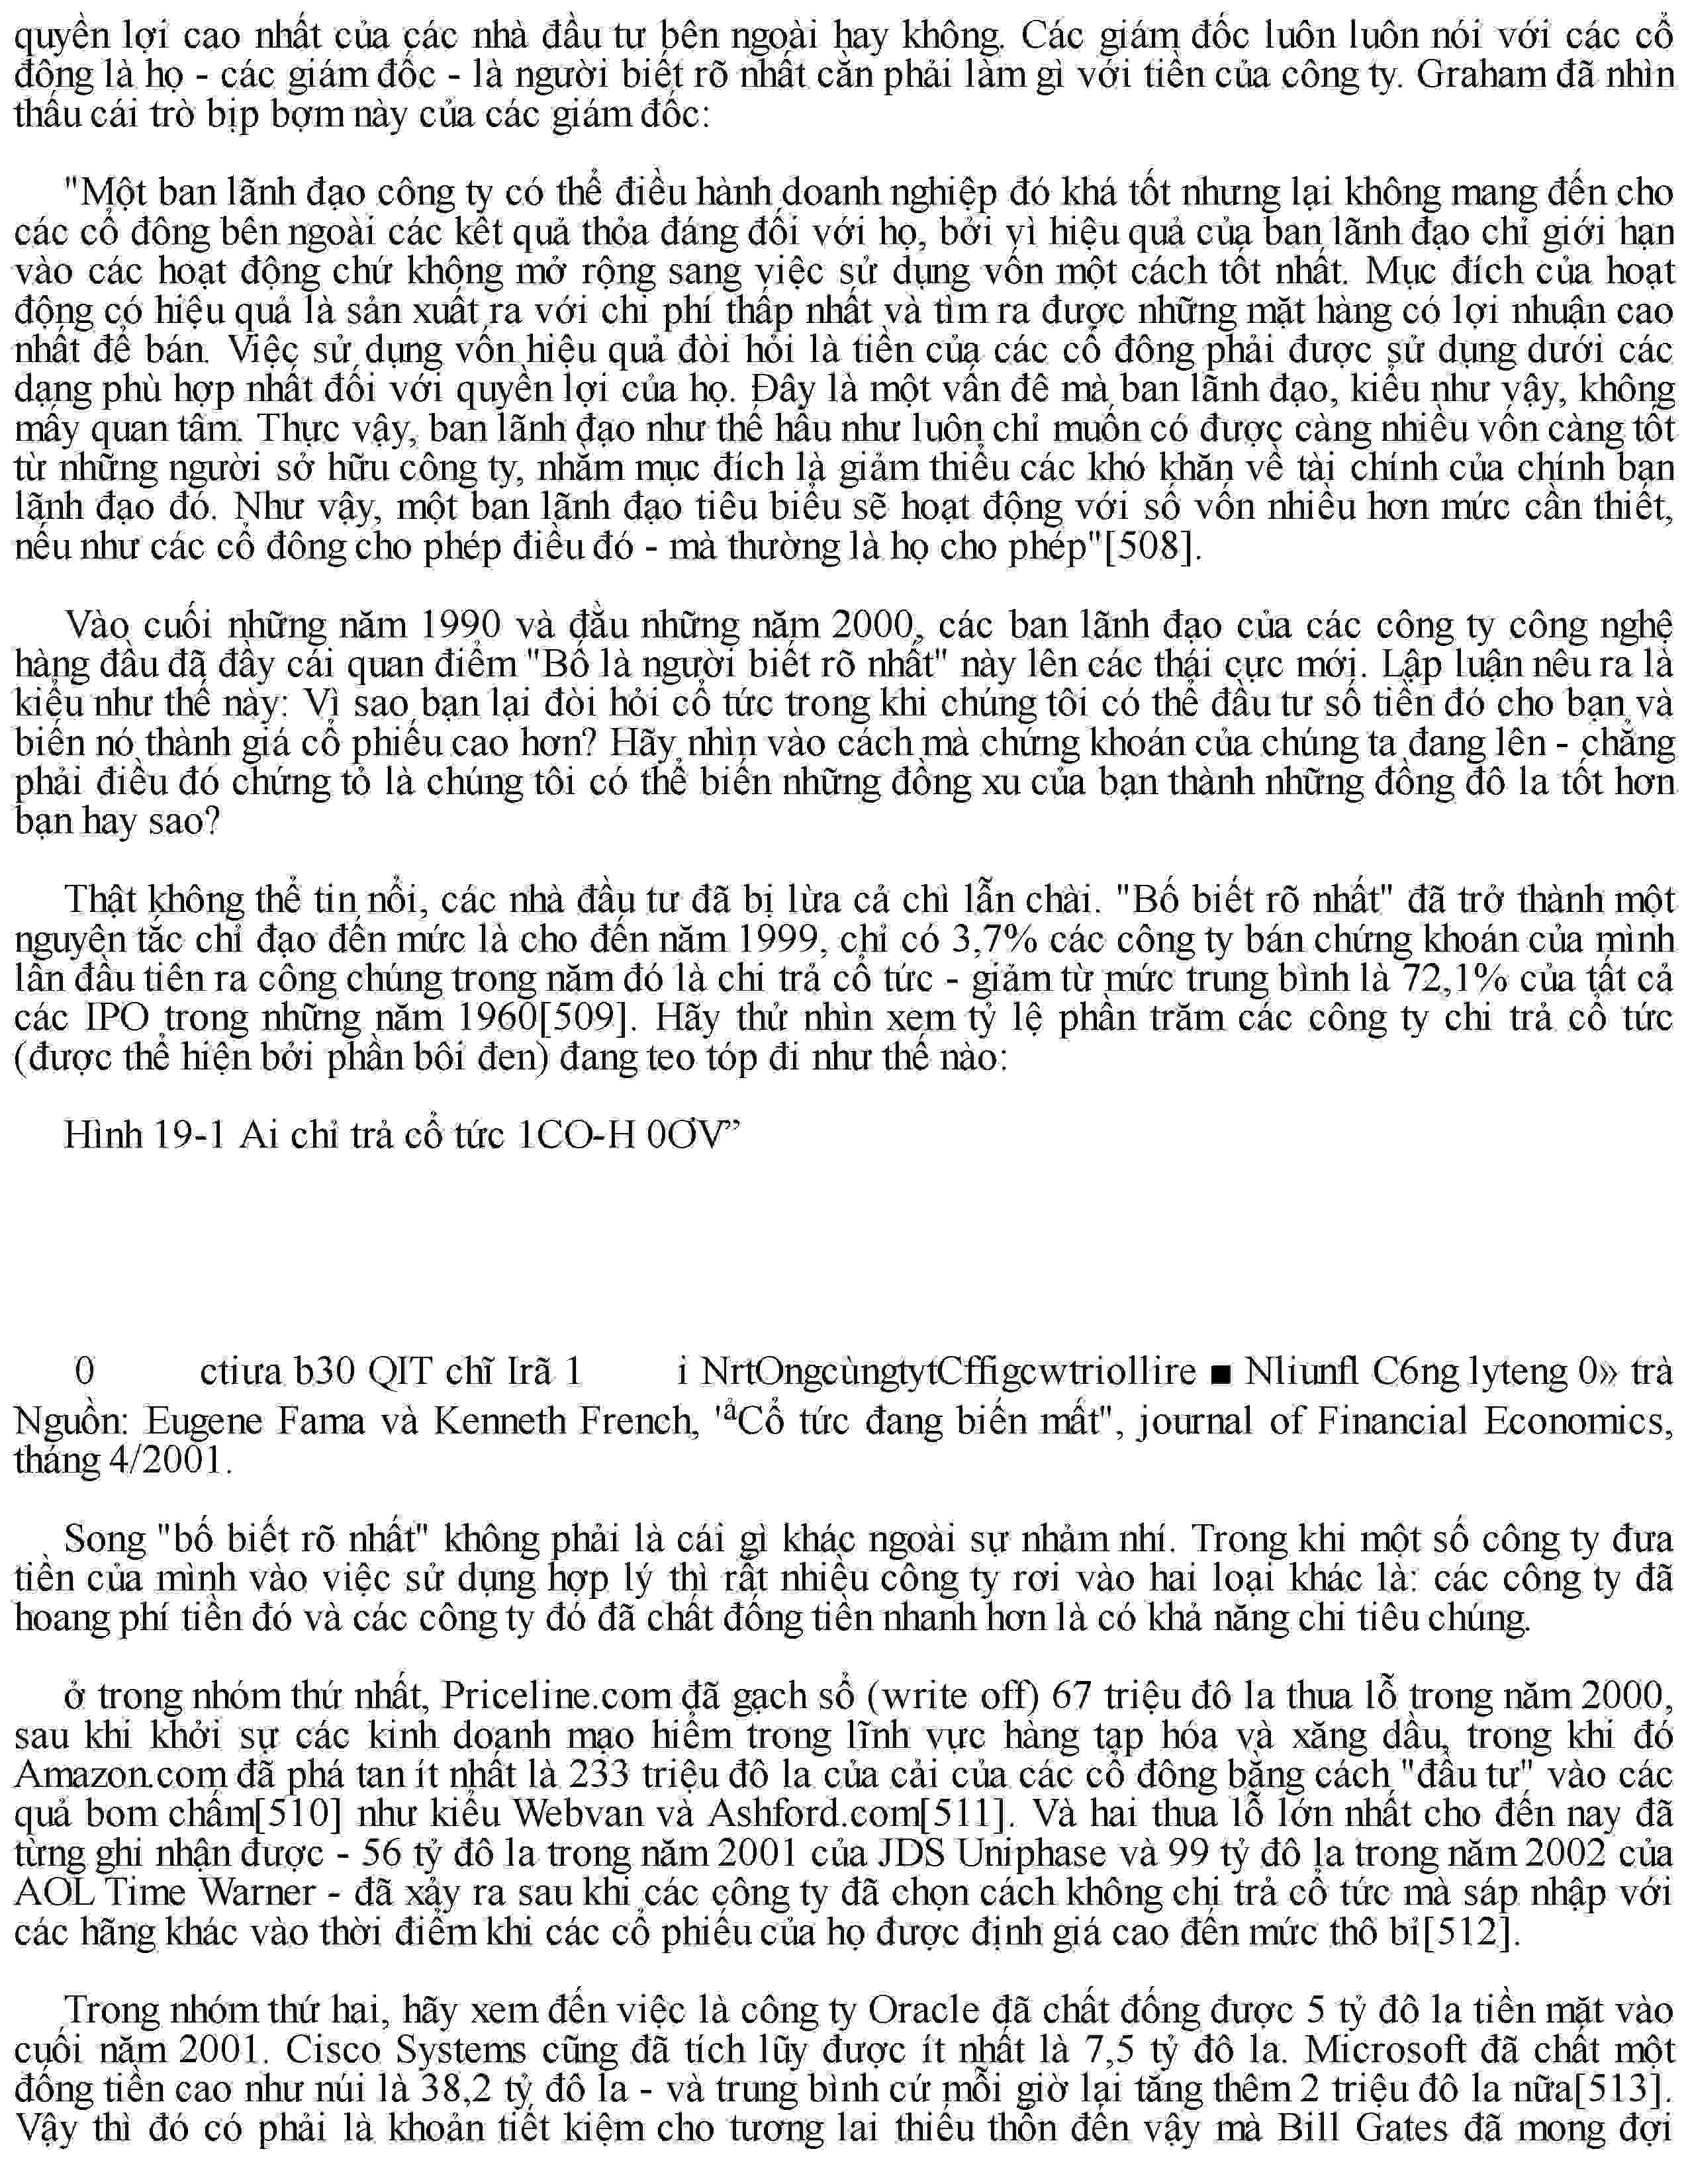 quyền lợi cao nhất của các nhà đầu tư bên ngoài hay không. Các giám đốc luôn luôn nói với các cổ
đông là họ - các giám đốc - là người biết rõ nhất cần phải làm gì với tiền của công ty. Graham đã nhìn
thấu cái trò bịp bợm này của các giám đốc:
"Một ban lãnh đạo công ty có thể điều hành doanh nghiệp đó khá tốt nhưng lại không mang đến cho
các cổ đông bên ngoài các kết quả thỏa đáng đối với họ, bởi vì hiệu quả của ban lãnh đạo chỉ giới hạn
vào các hoạt động chứ không mở rộng sang việc sử dụng vốn một cách tốt nhất. Mục đích của hoạt
động có hiệu quả là sản xuất ra với chi phí thấp nhất và tìm ra được những mặt hàng có lợi nhuận cao
nhất để bán. Việc sử dụng vốn hiệu quả đòi hỏi là tiền của các cổ đông phải được sử dụng dưới các
dạng phù hợp nhất đối với quyền lợi của họ. Đây là một vấn đề mà ban lãnh đạo, kiểu như vậy, không
mấy quan tâm. Thực vậy, ban lãnh đạo như thế hầu như luôn chỉ muốn có được càng nhiều vốn càng tốt
từ những người sở hữu công ty, nhằm mục đích là giảm thiểu các khó khăn về tài chính của chính ban
lãnh đạo đó. Như vậy, một ban lãnh đạo tiêu biểu sẽ hoạt động với số vốn nhiều hơn mức cần thiết,
nếu như các cổ đông cho phép điều đó - mà thường là họ cho phép"[508].
Vào cuối những năm 1990 và đầu những năm 2000, các ban lãnh đạo của các công ty công nghệ
hàng đầu đã đẩy cái quan điểm "Bố là người biết rõ nhất" này lên các thái cực mới. Lập luận nêu ra là
kiểu như thế này: Vì sao bạn lại đòi hỏi cổ tức trong khi chúng tôi có thể đầu tư số tiền đó cho bạn và
biến nó thành giá cổ phiếu cao hơn? Hãy nhìn vào cách mà chứng khoán của chúng ta đang lên - chẳng
phải điều đó chứng tỏ là chúng tôi có thể biến những đồng xu của bạn thành những đồng đô la tốt hơn
bạn hay sao?
Thật không thể tin nổi, các nhà đầu tư đã bị lừa cả chì lẫn chài. "Bố biết rõ nhất" đã trở thành một
nguyên tắc chỉ đạo đến mức là cho đến năm 1999, chỉ có 3,7% các công ty bán chứng khoán của mình
lần đầu tiên ra công chúng trong năm đó là chi trả cổ tức - giảm từ mức trung bình là 72,1% của tất cả
các IPO trong những năm 1960[509]. Hãy thử nhìn xem tỷ lệ phần trăm các công ty chi trả cổ tức
(được thể hiện bởi phần bôi đen) đang teo tóp đi như thế nào:
Hình 19-1 Ai chỉ trả cổ tức 1CO-H 0ƠV”
0 ctiưa b30 QIT chĩ Irã 1 i NrtOngcùngtytCffigcwtriollire ■ Nliunfl C6ng lyteng 0» trà
Nguồn: Eugene Fama và Kenneth French, 'ẳCổ tức đang biến mất", journal of Financial Economics,
tháng 4/2001.
Song "bố biết rõ nhất" không phải là cái gì khác ngoài sự nhảm nhí. Trong khi một số công ty đưa
tiền của mình vào việc sử dụng hợp lý thì rất nhiều công ty rơi vào hai loại khác là: các công ty đã
hoang phí tiền đó và các công ty đó đã chất đống tiền nhanh hơn là có khả năng chi tiêu chúng.
ở trong nhóm thứ nhất, Priceline.com đã gạch sổ (write off) 67 triệu đô la thua lỗ trong năm 2000,
sau khi khởi sự các kinh doanh mạo hiểm trong lĩnh vực hàng tạp hóa và xăng dầu, trong khi đó
Amazon.com đã phá tan ít nhất là 233 triệu đô la của cải của các cổ đông bằng cách "đầu tư" vào các
quả bom chấm[510] như kiểu Webvan và Ashford.com[511]. Và hai thua lỗ lớn nhất cho đến nay đã
từng ghi nhận được - 56 tỷ đô la trong năm 2001 của JDS Uniphase và 99 tỷ đô la trong năm 2002 của
AOL Time Warner - đã xảy ra sau khi các công ty đã chọn cách không chi trả cổ tức mà sáp nhập với
các hãng khác vào thời điểm khi các cổ phiếu của họ được định giá cao đến mức thô bỉ[512].
Trong nhóm thứ hai, hãy xem đến việc là công ty Oracle đã chất đống được 5 tỷ đô la tiền mặt vào
cuối năm 2001. Cisco Systems cũng đã tích lũy được ít nhất là 7,5 tỷ đô la. Microsoft đã chất một
đống tiền cao như núi là 38,2 tỷ đô la - và trung bình cứ mỗi giờ lại tăng thêm 2 triệu đô la nữa[513].
Vậy thì đó có phải là khoản tiết kiệm cho tương lai thiếu thốn đến vậy mà Bill Gates đã mong đợi